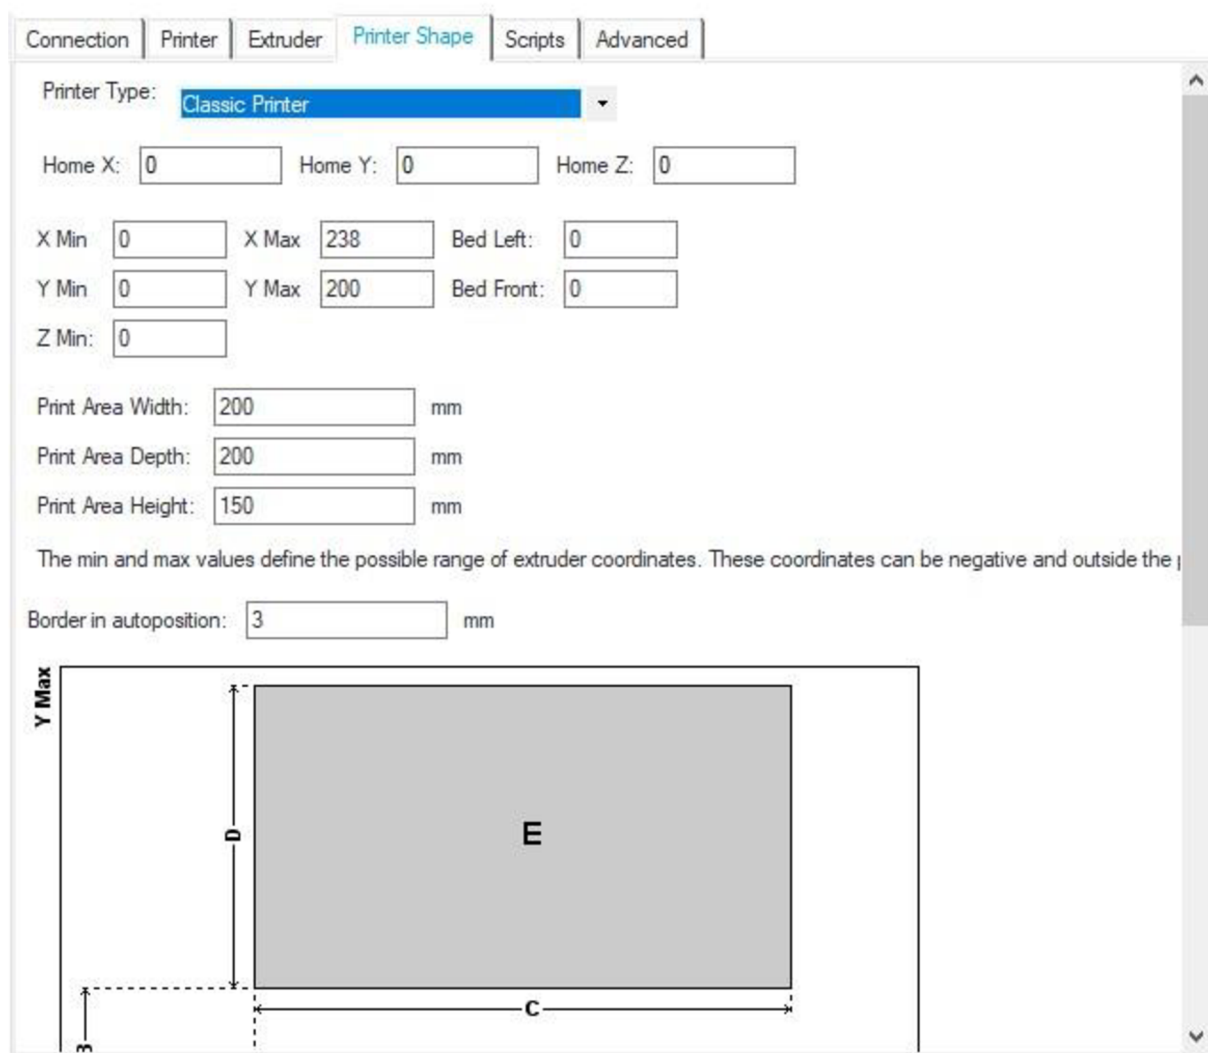 Connection Printer Extruder Printer Shape Scripts Advanced
Printer Type: Classic Printer
Home X: 0 Home Y: 0 Home Z: 0
X Min 0 X Max 238 Bed Left: 0
Y Min 0 Y Max 200 Bed Front: 0
Z Min: 0
Print Area Width: 200 mm
Print Area Depth: 200 mm
Print Area Height: 150 mm
The min and max values define the possible range of extruder coordinates. These coordinates can be negative and outside the
Border in autoposition: 3 mm
Y Max
D
E
C